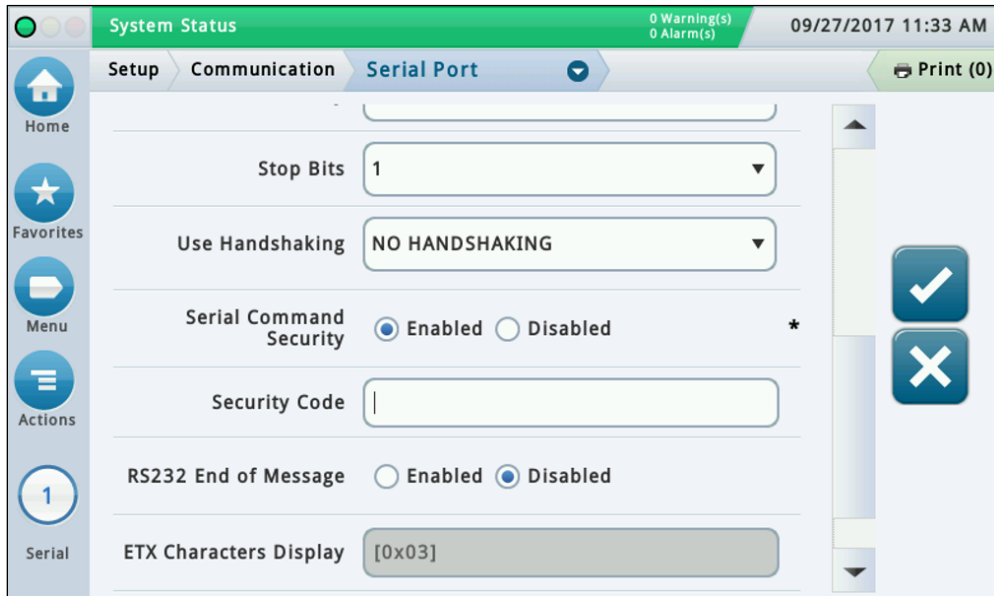 System Status
0 Warning(s)
0 Alarm(s)
09/27/2017 11:33 AM
Setup
Communication
Serial Port
Print (0)
Home
Favorites
Menu
Actions
1
Serial
Stop Bits
1
Use Handshaking
NO HANDSHAKING
Serial Command
Security
Enabled
Disabled
*
Security Code
RS232 End of Message
Enabled
Disabled
ETX Characters Display
[0x03]